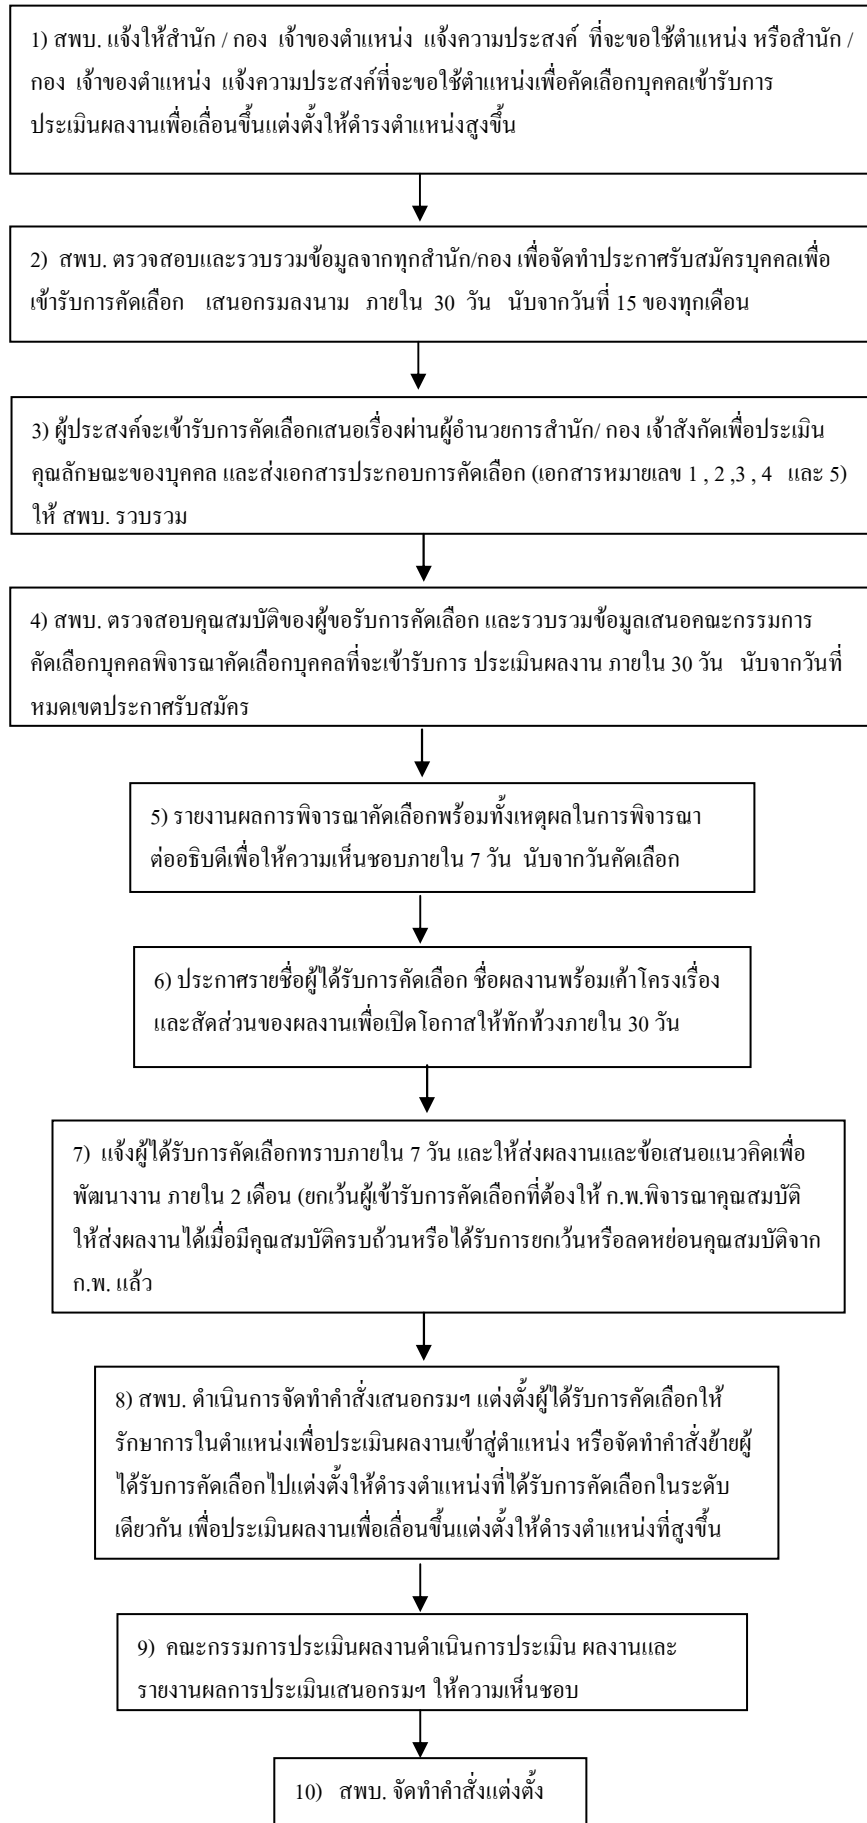 1) สพบ. แจ้งให้สำนัก / กอง เจ้าของตำแหน่ง แจ้งความประสงค์ ที่จะขอใช้ตำแหน่ง หรือสำนัก /
กอง เจ้าของตำแหน่ง แจ้งความประสงค์ที่จะขอใช้ตำแหน่งเพื่อคัดเลือกบุคคลเข้ารับการ
ประเมินผลงานเพื่อเลื่อนขึ้นแต่งตั้งให้ดำรงตำแหน่งสูงขึ้น
2) สพบ. ตรวจสอบและรวบรวมข้อมูลจากทุกสำนัก/กอง เพื่อจัดทำประกาศรับสมัครบุคคลเพื่อ
เข้ารับการคัดเลือก เสนอกรมลงนาม ภายใน 30 วัน นับจากวันที่ 15 ของทุกเดือน
3) ผู้ประสงค์จะเข้ารับการคัดเลือกเสนอเรื่องผ่านผู้อำนวยการสำนัก/ กอง เจ้าสังกัดเพื่อประเมิน
คุณลักษณะของบุคคล และส่งเอกสารประกอบการคัดเลือก (เอกสารหมายเลข 1 , 2 ,3 , 4 และ 5)
ให้ สพบ. รวบรวม
4) สพบ. ตรวจสอบคุณสมบัติของผู้ขอรับการคัดเลือก และรวบรวมข้อมูลเสนอคณะกรรมการ
คัดเลือกบุคคลพิจารณาคัดเลือกบุคคลที่จะเข้ารับการ ประเมินผลงาน ภายใน 30 วัน นับจากวันที่
หมดเขตประกาศรับสมัคร
5) รายงานผลการพิจารณาคัดเลือกพร้อมทั้งเหตุผลในการพิจารณา
ต่ออธิบดีเพื่อให้ความเห็นชอบภายใน 7 วัน นับจากวันคัดเลือก
6) ประกาศรายชื่อผู้ได้รับการคัดเลือก ชื่อผลงานพร้อมเค้าโครงเรื่อง
และสัดส่วนของผลงานเพื่อเปิดโอกาสให้ทักท้วงภายใน 30 วัน
7) แจ้งผู้ได้รับการคัดเลือกทราบภายใน 7 วัน และให้ส่งผลงานและข้อเสนอแนวคิดเพื่อ
พัฒนางาน ภายใน 2 เดือน (ยกเว้นผู้เข้ารับการคัดเลือกที่ต้องให้ ก.พ.พิจารณาคุณสมบัติ
ให้ส่งผลงานได้เมื่อมีคุณสมบัติครบถ้วนหรือได้รับการยกเว้นหรือลดหย่อนคุณสมบัติจาก
ก.พ. แล้ว
8) สพบ. ดำเนินการจัดทำคำสั่งเสนอกรมฯ แต่งตั้งผู้ได้รับการคัดเลือกให้
รักษาการในตำแหน่งเพื่อประเมินผลงานเข้าสู่ตำแหน่ง หรือจัดทำคำสั่งย้ายผู้
ได้รับการคัดเลือกไปแต่งตั้งให้ดำรงตำแหน่งที่ได้รับการคัดเลือกในระดับ
เดียวกัน เพื่อประเมินผลงานเพื่อเลื่อนขึ้นแต่งตั้งให้ดำรงตำแหน่งที่สูงขึ้น
9) คณะกรรมการประเมินผลงานดำเนินการประเมิน ผลงานและ
รายงานผลการประเมินเสนอกรมฯ ให้ความเห็นชอบ
10) สพบ. จัดทำคำสั่งแต่งตั้ง